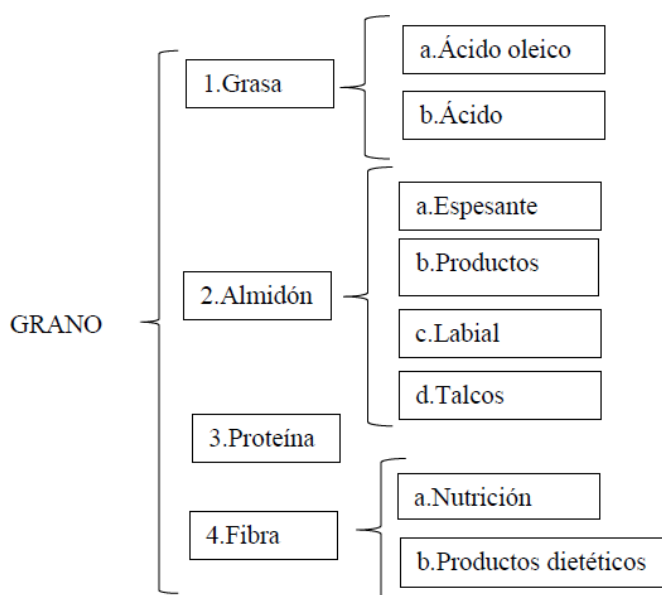 GRANO
1.Grasa
a.Ácido oleico
b.Ácido
2.Almidón
a.Espesante
b.Productos
c.Labial
d.Talcos
3.Proteína
4.Fibra
a.Nutrición
b.Productos dietéticos